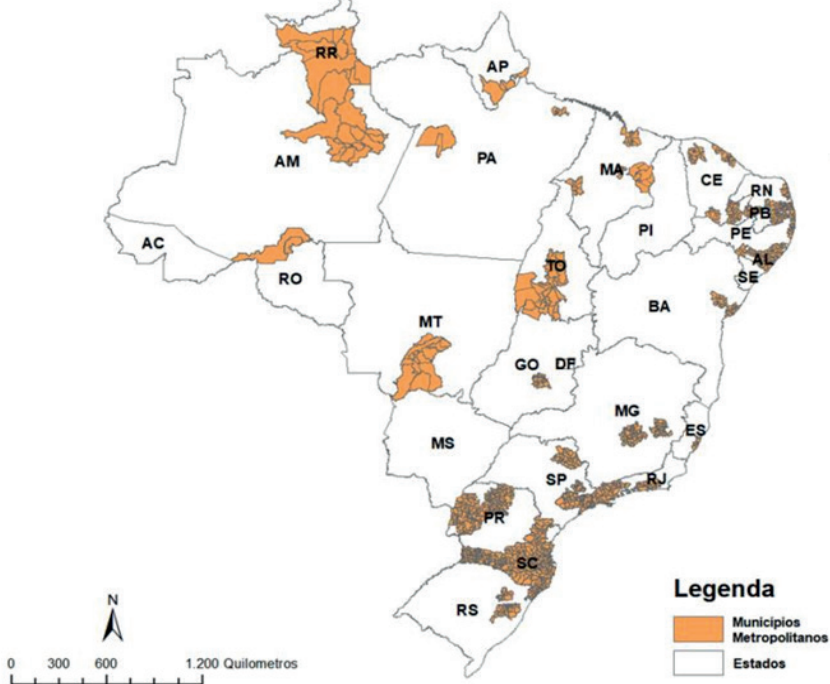 RR
AP
AM
PA
MA
CE
RN
PB
PE
PI
AL
SE
AC
RO
TO
BA
MT
GO
DF
MG
ES
MS
SP
RJ
PR
SC
RS
N
0 300 600 1.200 Quilometros
Legenda
Municípios
Metropolitanos
Estados